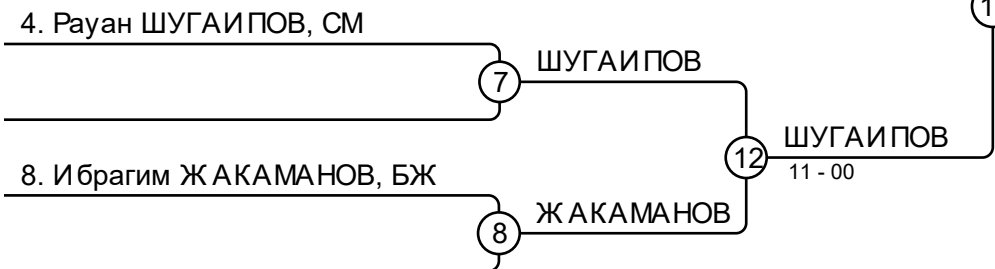 4. Рауан ШУГАИПОВ, СМ
7
ШУГАИПОВ
12
ШУГАИПОВ
11 - 00
8. Ибрагим ЖАКАМАНОВ, БЖ
8
ЖАКАМАНОВ